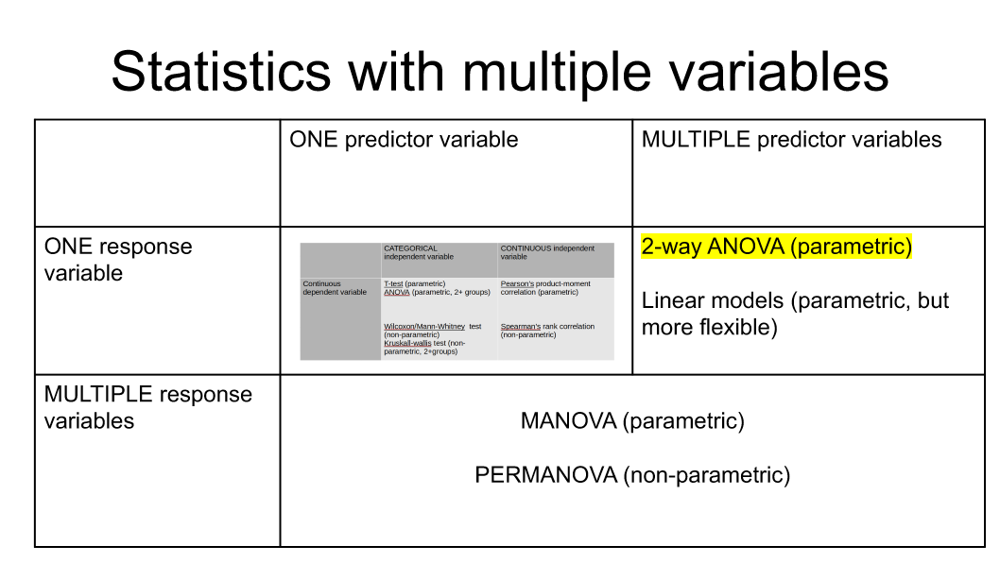 Statistics with multiple variables
ONE predictor variable
MULTIPLE predictor variables
ONE response
variable
CATEGORICAL
independent variable
CONTINUOUS independent
variable
Continuous
dependent variable
T-test (parametric)
ANOVA (parametric, 2+ groups)
Wilcoxon/Mann-Whitney test
(non-parametric)
Kruskall-wallis test (non-
parametric, 2+groups)
Pearson's product-moment
correlation (parametric)
Spearman's rank correlation
(non-parametric)
2-way ANOVA (parametric)
Linear models (parametric, but
more flexible)
MULTIPLE response
variables
MANOVA (parametric)
PERMANOVA (non-parametric)